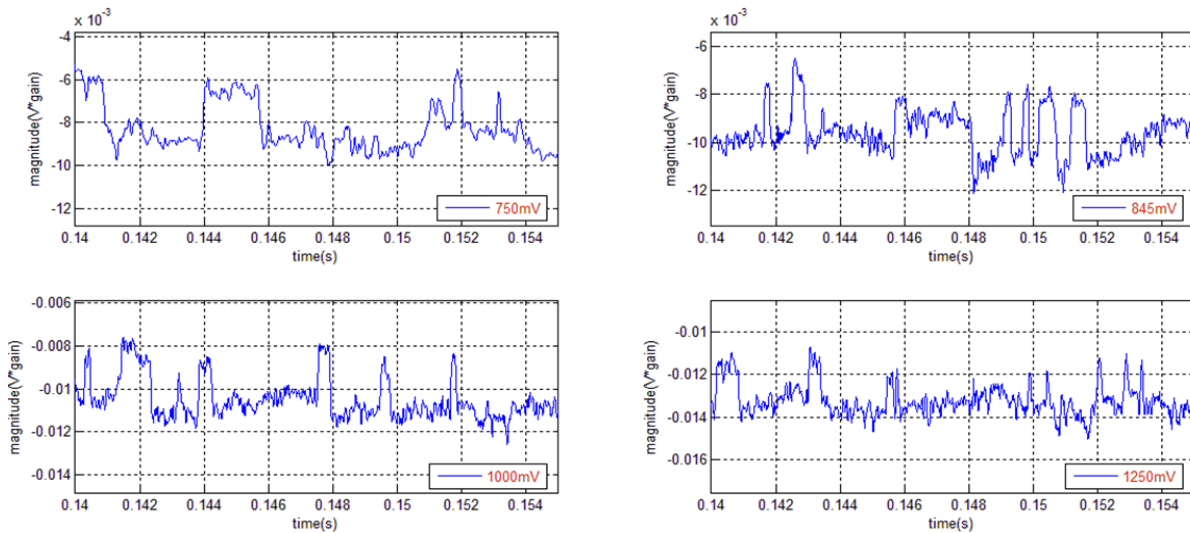 x 10⁻³
-4
-6
-8
-10
-12
magnitude(V*gain)
750mV
0.14 0.142 0.144 0.146 0.148 0.15 0.152 0.154
time(s)
x 10⁻³
-6
-8
-10
-12
magnitude(V*gain)
845mV
0.14 0.142 0.144 0.146 0.148 0.15 0.152 0.154
time(s)
-0.006
-0.008
-0.01
-0.012
-0.014
magnitude(V*gain)
1000mV
0.14 0.142 0.144 0.146 0.148 0.15 0.152 0.154
time(s)
-0.01
-0.012
-0.014
-0.016
magnitude(V*gain)
1250mV
0.14 0.142 0.144 0.146 0.148 0.15 0.152 0.154
time(s)